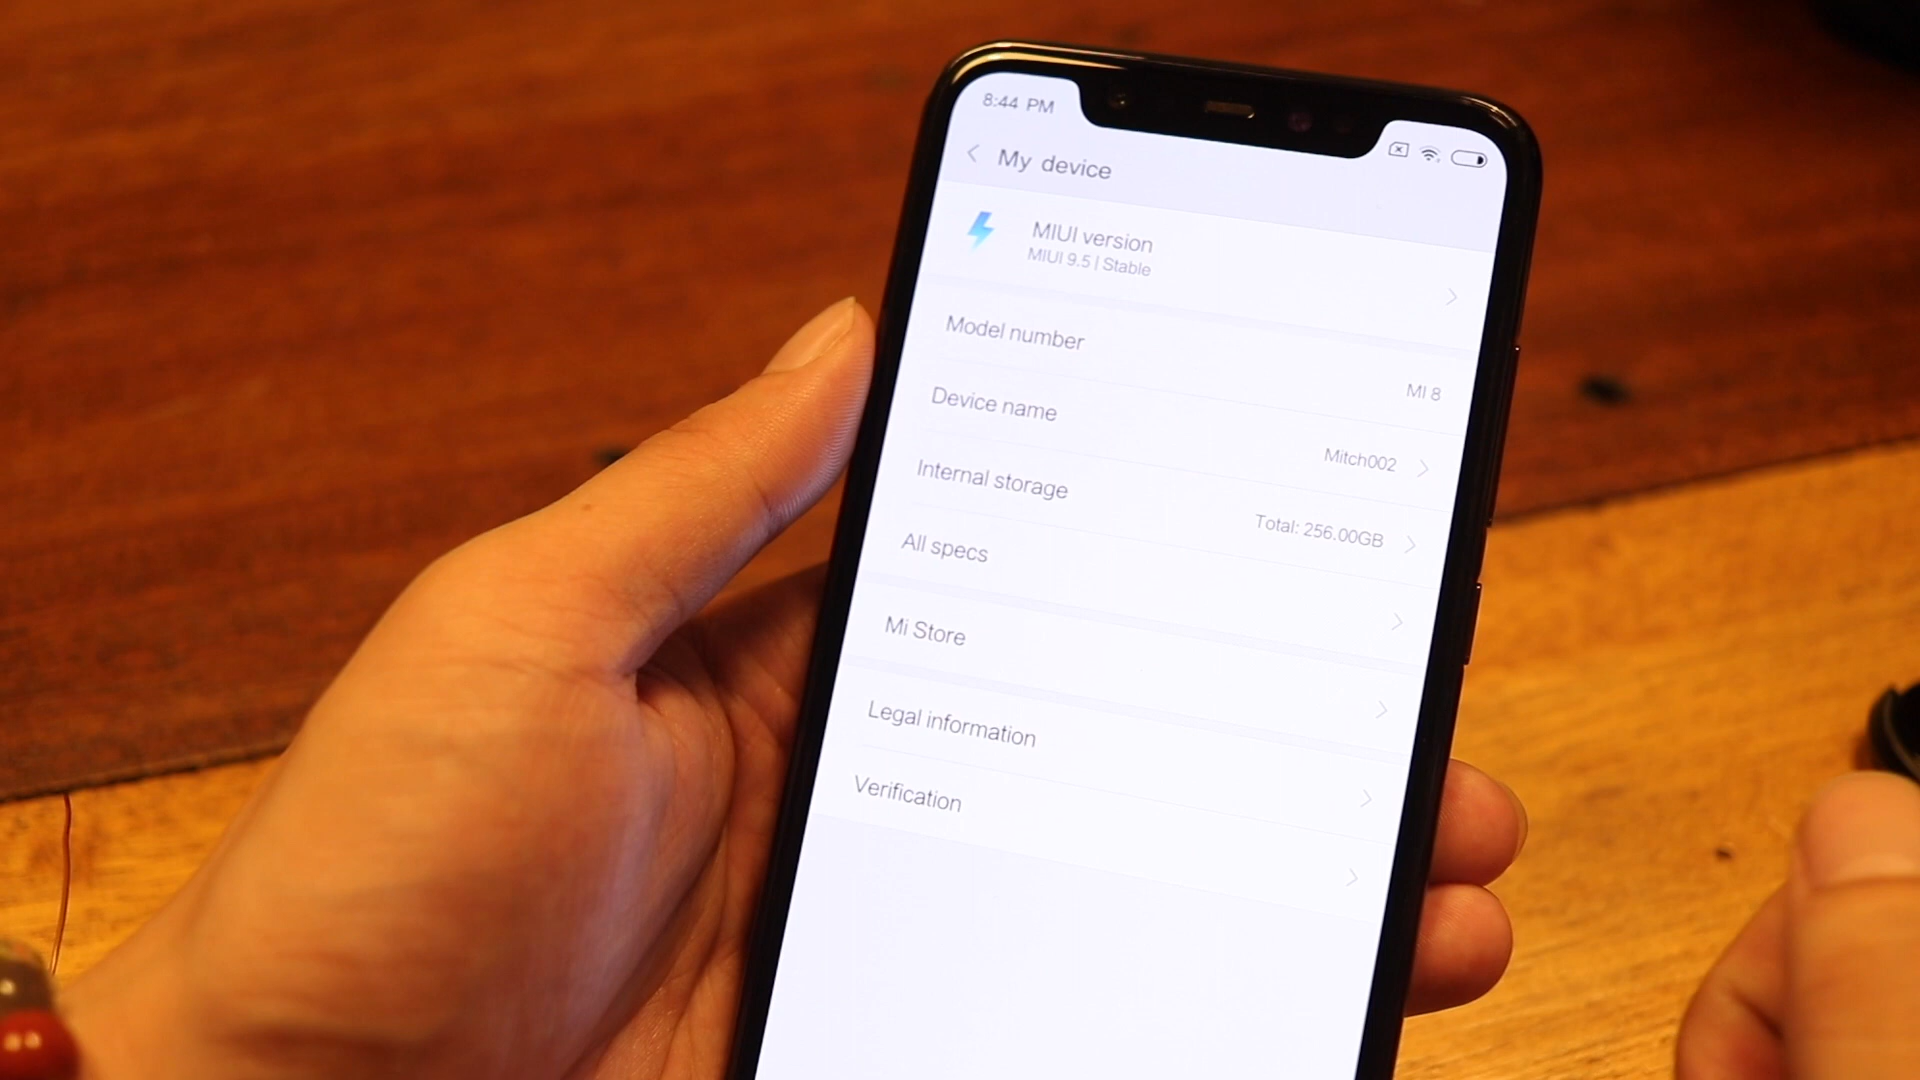 8:44 PM
My device
MIUI version
MIUI 9.5 | Stable
Model number
MI 8
Device name
Mitch002
Internal storage
Total: 256.00GB
All specs
Mi Store
Legal information
Verification